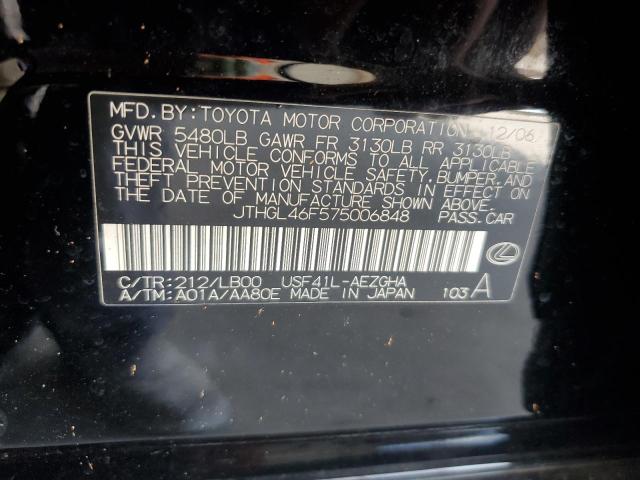 MFD. BY: TOYOTA MOTOR CORPORATION 12/06
GVWR 5480LB GAWR FR 3130LB RR 3130LB
THIS VEHICLE CONFORMS TO ALL APPLICABLE
FEDERAL MOTOR VEHICLE SAFETY, BUMPER, AND
THEFT PREVENTION STANDARDS IN EFFECT ON
THE DATE OF MANUFACTURE SHOWN ABOVE.
JTHGL46F575006848 PASS. CAR
C/TR: 212/LB00 USF41L-AEZGHA
A/TM: A01A/AA80E MADE IN JAPAN 103 A